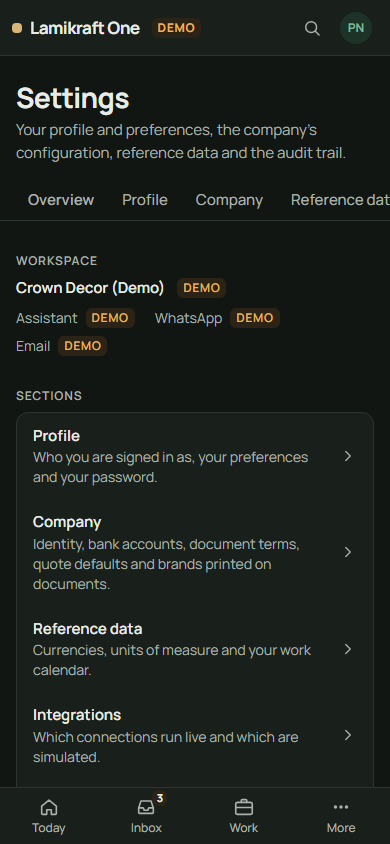 Lamikraft One DEMO PN
Settings
Your profile and preferences, the company's
configuration, reference data and the audit trail.
Overview Profile Company Reference dat
WORKSPACE
Crown Decor (Demo) DEMO
Assistant DEMO WhatsApp DEMO
Email DEMO
SECTIONS
Profile
Who you are signed in as, your preferences
and your password.
Company
Identity, bank accounts, document terms,
quote defaults and brands printed on
documents.
Reference data
Currencies, units of measure and your work
calendar.
Integrations
Which connections run live and which are
simulated.
3
Today Inbox Work More